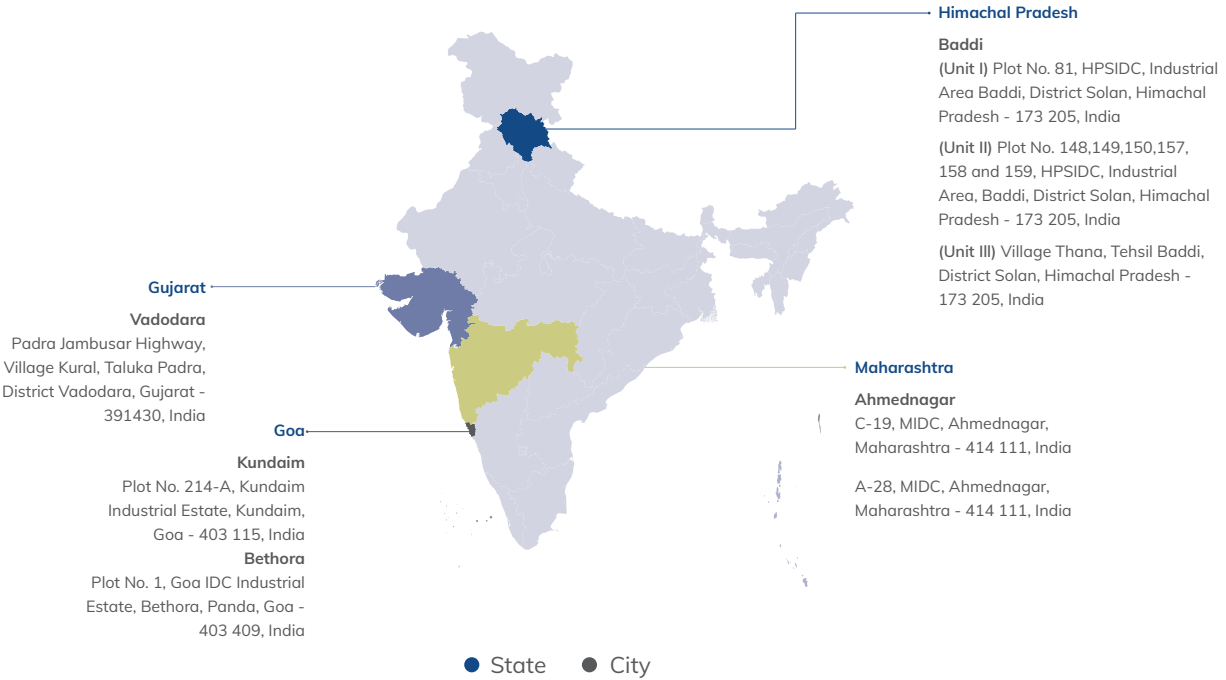 Himachal Pradesh
Baddi
(Unit I) Plot No. 81, HPSIDC, Industrial
Area Baddi, District Solan, Himachal
Pradesh - 173 205, India
(Unit II) Plot No. 148,149,150,157,
158 and 159, HPSIDC, Industrial
Area, Baddi, District Solan, Himachal
Pradesh - 173 205, India
(Unit III) Village Thana, Tehsil Baddi,
District Solan, Himachal Pradesh -
173 205, India
Gujarat
Vadodara
Padra Jambusar Highway,
Village Kural, Taluka Padra,
District Vadodara, Gujarat -
391430, India
Maharashtra
Ahmednagar
C-19, MIDC, Ahmednagar,
Maharashtra - 414 111, India
A-28, MIDC, Ahmednagar,
Maharashtra - 414 111, India
Goa
Kundaim
Plot No. 214-A, Kundaim
Industrial Estate, Kundaim,
Goa - 403 115, India
Bethora
Plot No. 1, Goa IDC Industrial
Estate, Bethora, Panda, Goa -
403 409, India
State
City